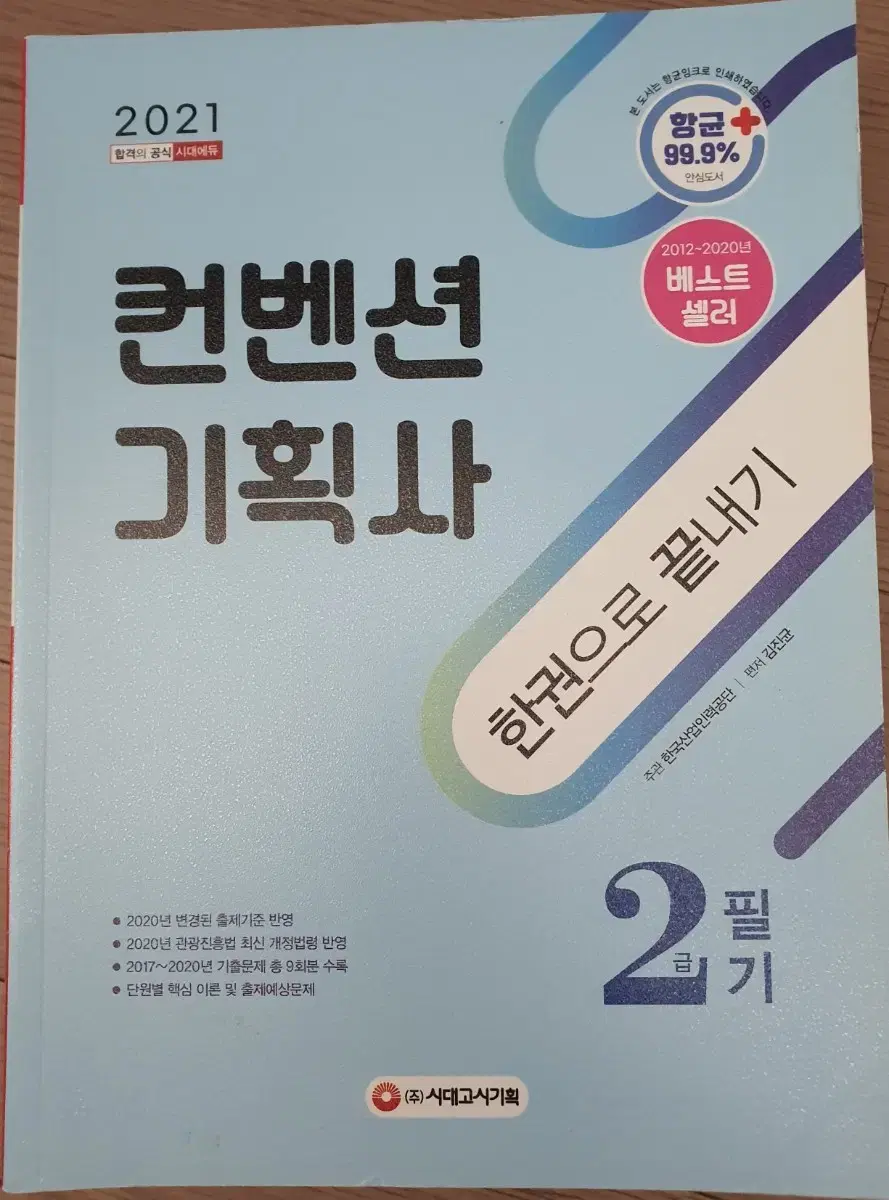 2021
합격의 공식 시대에듀
본 도서는 항균잉크로 인쇄하였습니다
항균
99.9%
안심도서
2012~2020년
베스트
셀러
컨벤션
기획사
한권으로 끝내기
주관 한국산업인력공단 | 편저 김진균
2급 필기
• 2020년 변경된 출제기준 반영
• 2020년 관광진흥법 최신 개정법령 반영
• 2017~2020년 기출문제 총 9회분 수록
• 단원별 핵심 이론 및 출제예상문제
(주)시대고시기획